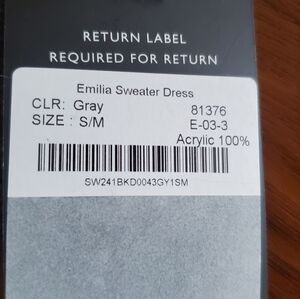 RETURN LABEL
REQUIRED FOR RETURN
Emilia Sweater Dress
CLR: Gray 81376
SIZE : S/M E-03-3
Acrylic 100%
SW241BKD0043GY1SM